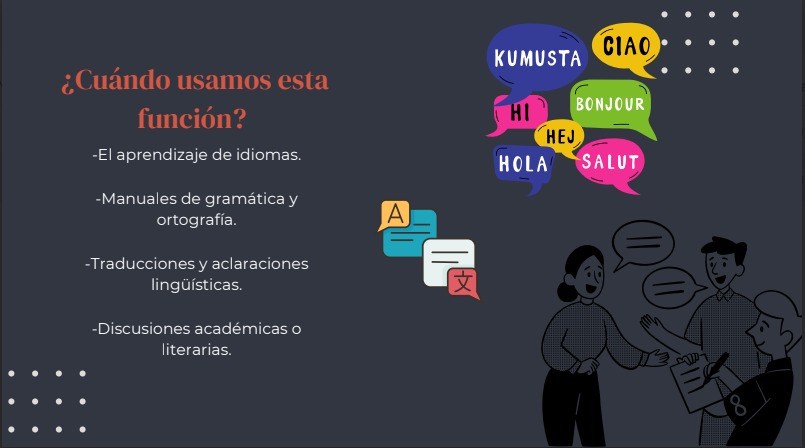 ¿Cuándo usamos esta
función?
-El aprendizaje de idiomas.
-Manuales de gramática y
ortografía.
-Traducciones y aclaraciones
lingüísticas.
-Discusiones académicas o
literarias.
KUMUSTA
CIAO
HI
BONJOUR
HEJ
HOLA
SALUT
A
文